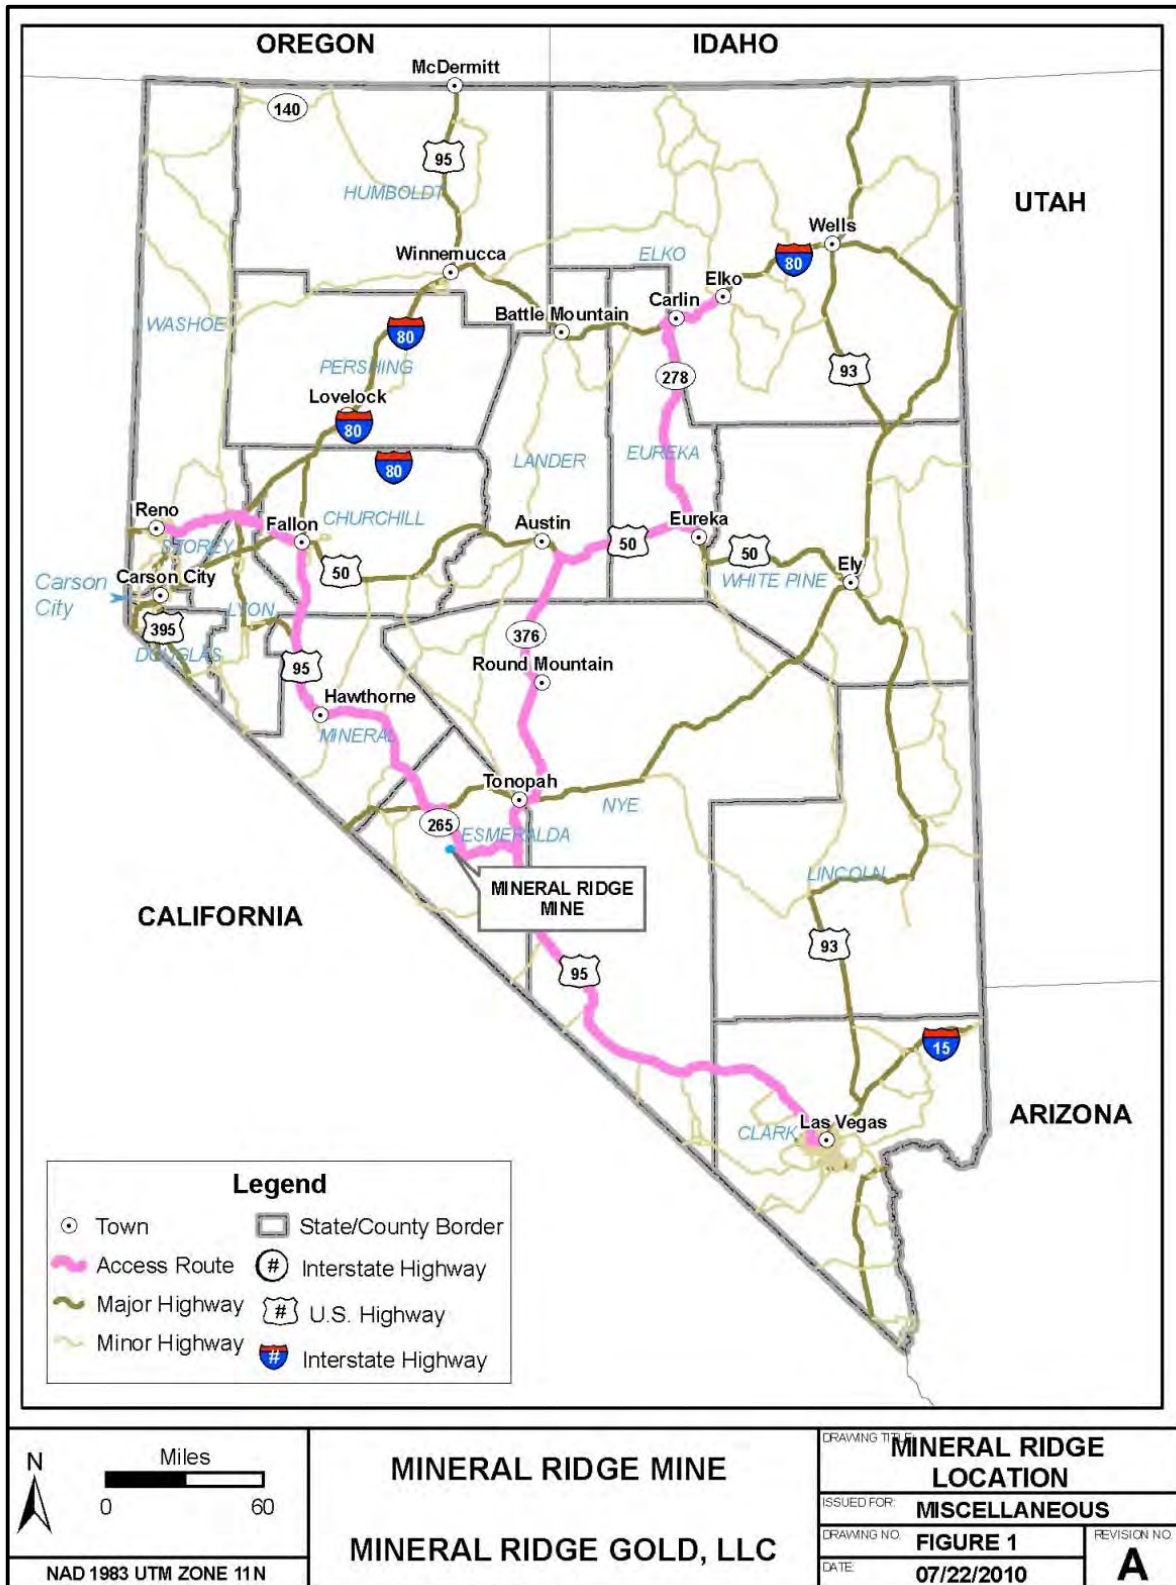 OREGON
IDAHO
McDermitt
140
95
HUMBOLDT
UTAH
Wells
Winnemucca
ELKO
80
Elko
Carlin
Battle Mountain
WASHOE
80
PERSHING
278
93
Lovelock
80
80
LANDER
EUREKA
Reno
Fallon
CHURCHILL
Austin
Eureka
STOREY
50
50
50
Carson City
Carson
City
WHITE PINE
Ely
LYON
395
376
DOUGLAS
95
Round Mountain
Hawthorne
MINERAL
Tonopah
NYE
265
ESMERALDA
LINCOLN
MINERAL RIDGE
MINE
CALIFORNIA
93
95
15
ARIZONA
Las Vegas
CLARK
Legend
Town
State/County Border
Access Route
# Interstate Highway
Major Highway
# U.S. Highway
Minor Highway
# Interstate Highway
N
Miles
0 60
NAD 1983 UTM ZONE 11N
MINERAL RIDGE MINE
MINERAL RIDGE GOLD, LLC
DRAWING TITLE:
MINERAL RIDGE
LOCATION
ISSUED FOR: MISCELLANEOUS
DRAWING NO. FIGURE 1
REVISION NO.
A
DATE: 07/22/2010